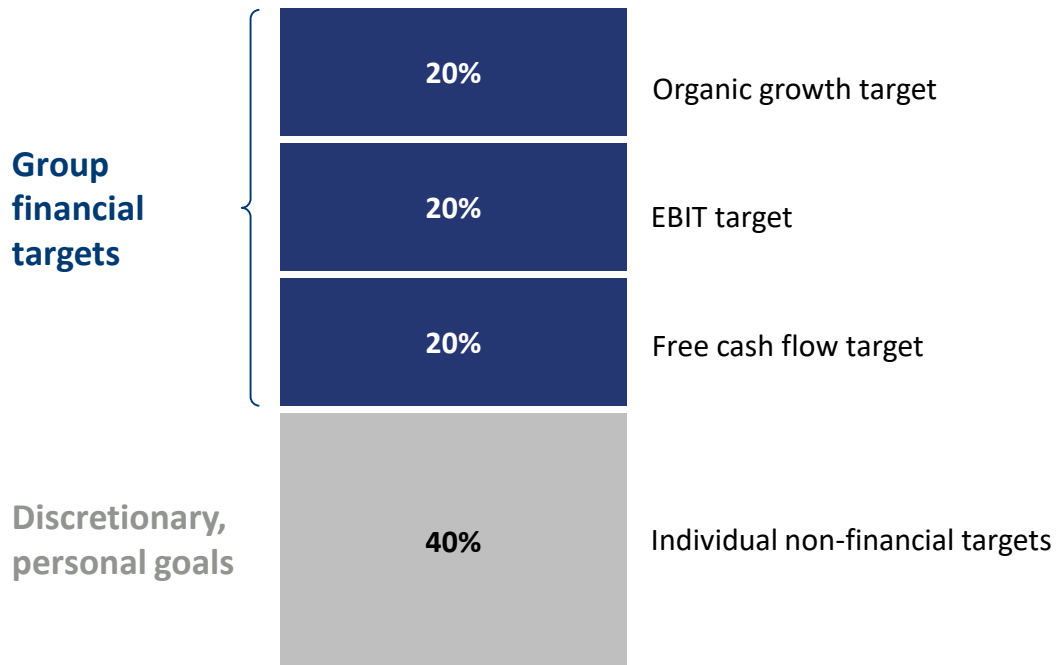 20%
Organic growth target
Group
financial
targets
20%
EBIT target
20%
Free cash flow target
Discretionary,
personal goals
40%
Individual non-financial targets